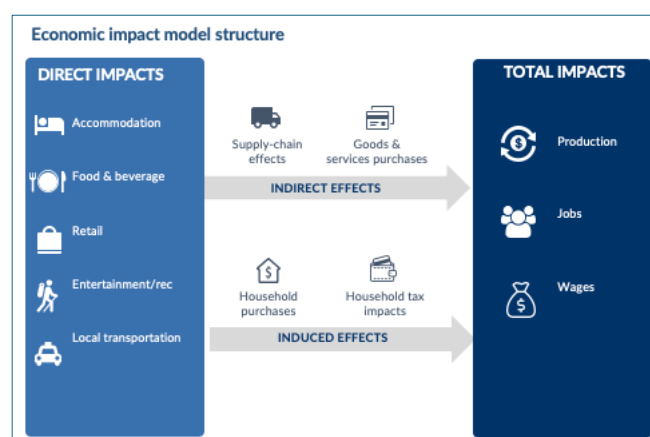 Economic impact model structure
DIRECT IMPACTS
Accommodation
Food & beverage
Retail
Entertainment/rec
Local transportation
Supply-chain
effects
Goods &
services purchases
INDIRECT EFFECTS
Household
purchases
Household tax
impacts
INDUCED EFFECTS
TOTAL IMPACTS
Production
Jobs
Wages